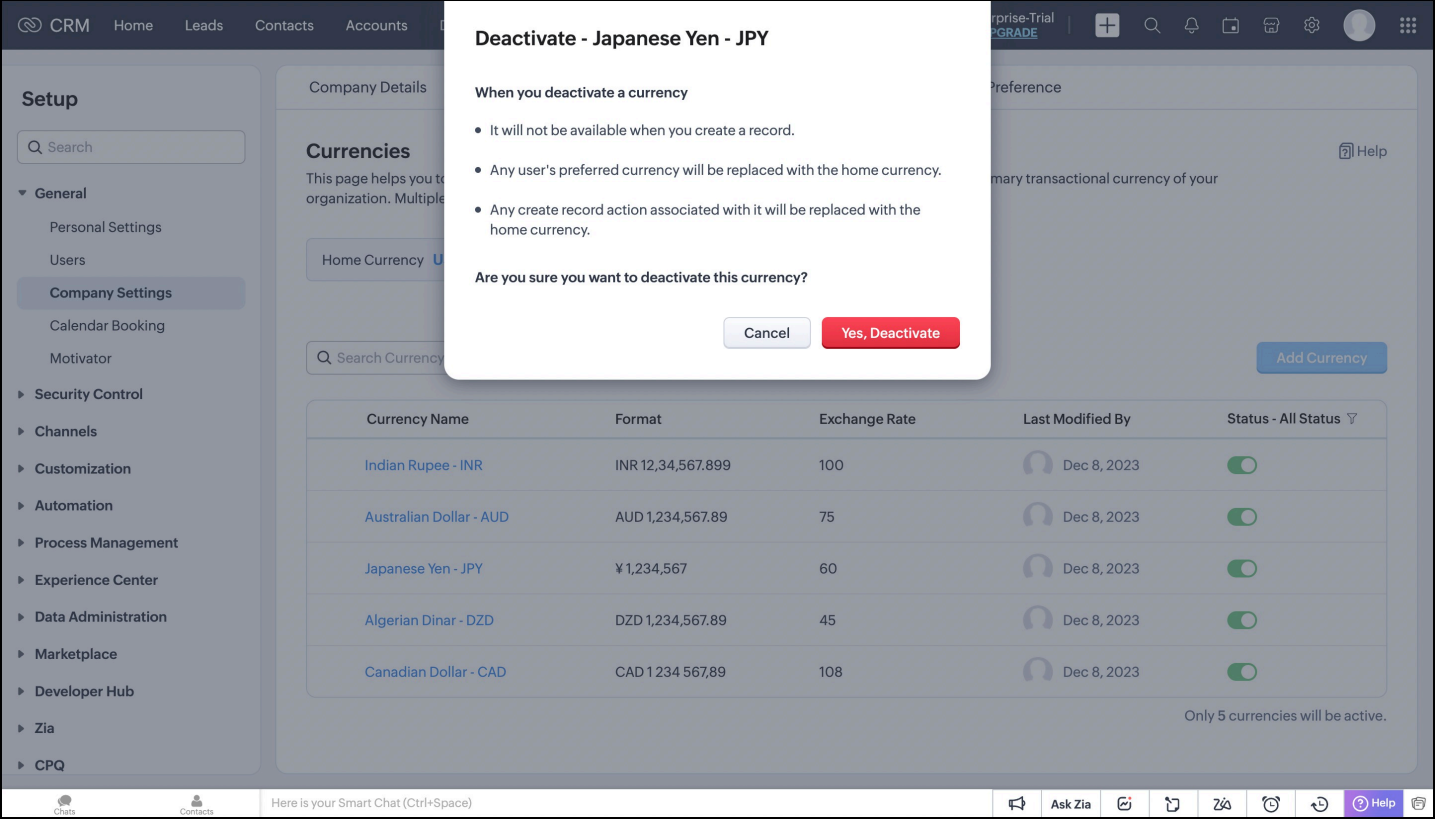 CRM
Home
Leads
Contacts
Accounts
rprise-Trial
PGRADE
Deactivate - Japanese Yen - JPY
When you deactivate a currency
It will not be available when you create a record.
Any user's preferred currency will be replaced with the home currency.
Any create record action associated with it will be replaced with the
home currency.
Are you sure you want to deactivate this currency?
Cancel
Yes, Deactivate
Setup
Search
General
Personal Settings
Users
Company Settings
Calendar Booking
Motivator
Security Control
Channels
Customization
Automation
Process Management
Experience Center
Data Administration
Marketplace
Developer Hub
Zia
CPQ
Company Details
Preference
Currencies
Help
This page helps you to
mary transactional currency of your
organization. Multiple
Home Currency U
Search Currency
Add Currency
Currency Name Format Exchange Rate Last Modified By Status - All Status
Indian Rupee - INR INR 12,34,567.899 100 Dec 8, 2023
Australian Dollar - AUD AUD 1,234,567.89 75 Dec 8, 2023
Japanese Yen - JPY ¥ 1,234,567 60 Dec 8, 2023
Algerian Dinar - DZD DZD 1,234,567.89 45 Dec 8, 2023
Canadian Dollar - CAD CAD 1 234 567,89 108 Dec 8, 2023
Only 5 currencies will be active.
Chats
Contacts
Here is your Smart Chat (Ctrl+Space)
Ask Zia
Help